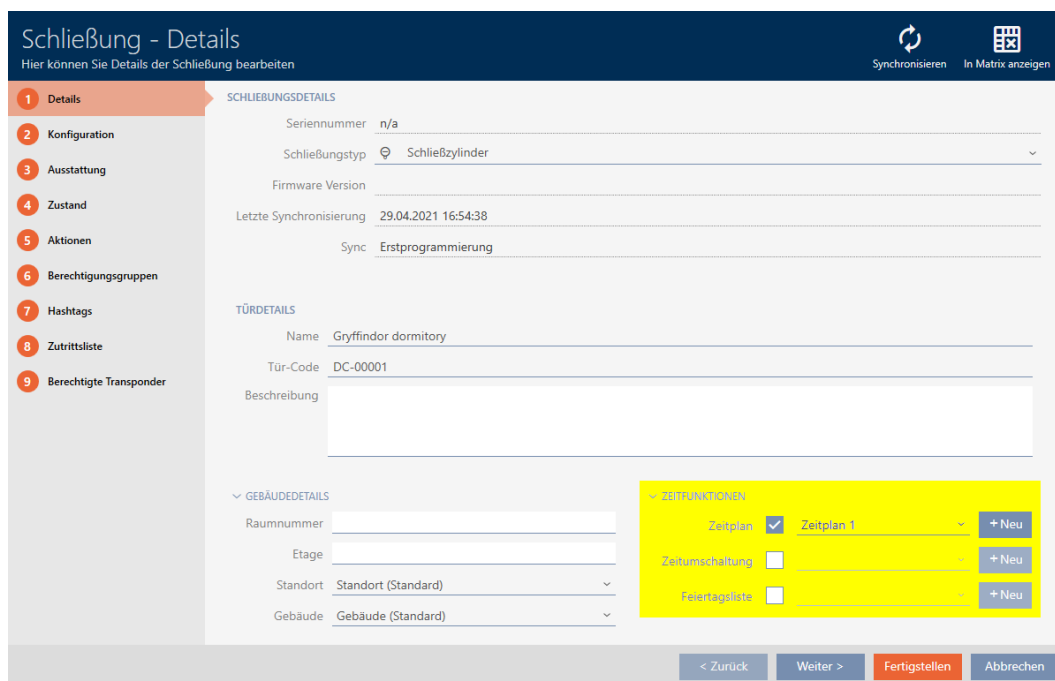 Schließung - Details
Hier können Sie Details der Schließung bearbeiten
Synchronisieren
In Matrix anzeigen
1 Details
2 Konfiguration
3 Ausstattung
4 Zustand
5 Aktionen
6 Berechtigungsgruppen
7 Hashtags
8 Zutrittsliste
9 Berechtigte Transponder
SCHLIEßUNGSDETAILS
Seriennummer n/a
Schließungstyp Schließzylinder
Firmware Version
Letzte Synchronisierung 29.04.2021 16:54:38
Sync Erstprogrammierung
TÜRDETAILS
Name Gryffindor dormitory
Tür-Code DC-00001
Beschreibung
GEBÄUDEDETAILS
Raumnummer
Etage
Standort Standort (Standard)
Gebäude Gebäude (Standard)
ZEITFUNKTIONEN
Zeitplan Zeitplan 1 + Neu
Zeitumschaltung + Neu
Feiertagsliste + Neu
< Zurück
Weiter >
Fertigstellen
Abbrechen